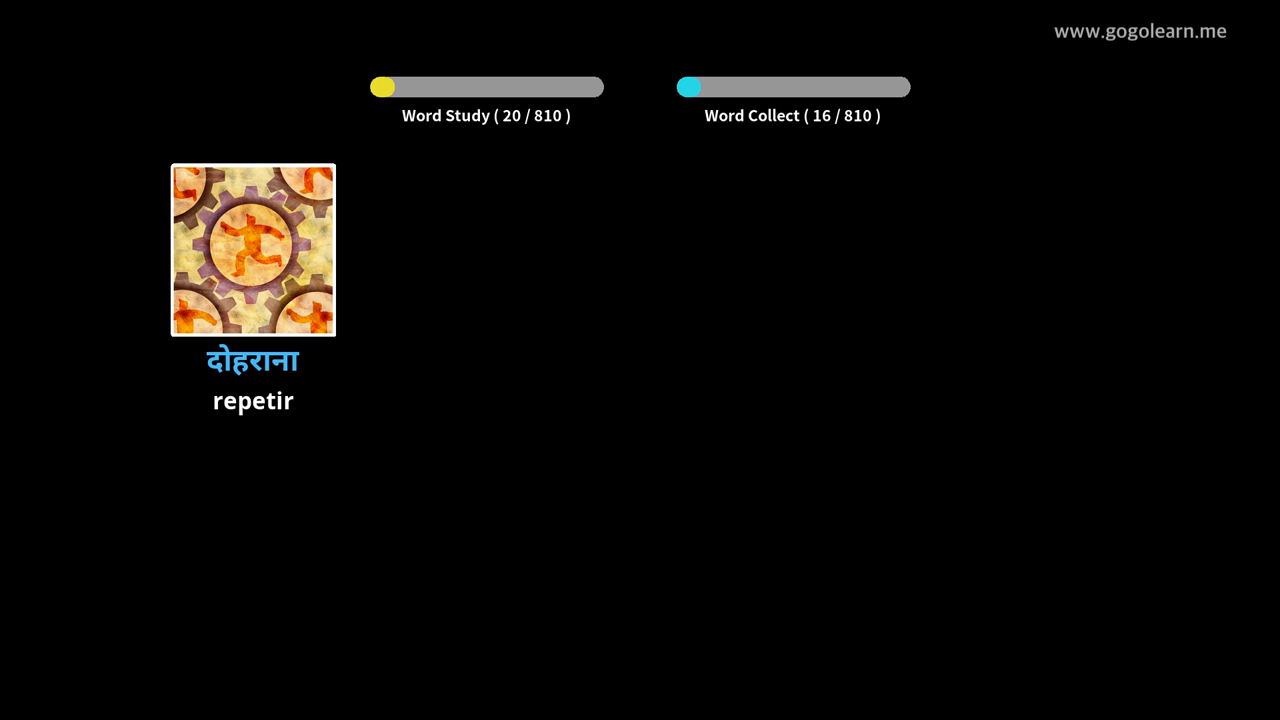 www.gogolearn.me
Word Study ( 20 / 810 )
Word Collect ( 16 / 810 )
दोहराना
repetir